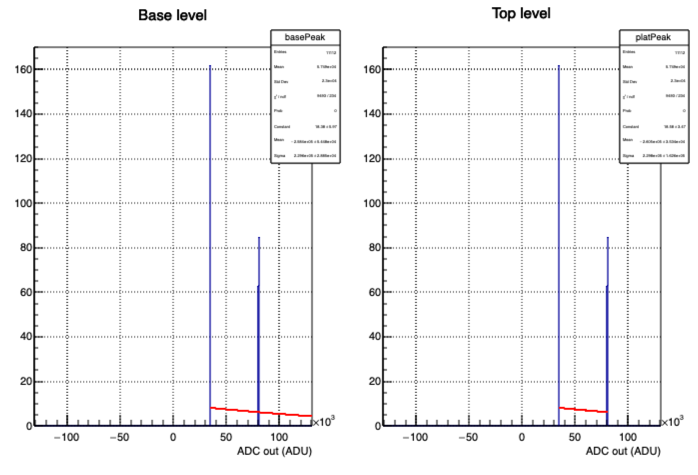 Base level
Top level
basePeak
Entries
Mean
Std Dev
χ² / ndf
Prob 0
Constant
Mean
Sigma
platPeak
Entries
Mean
Std Dev
χ² / ndf
Prob 0
Constant
Mean
Sigma
160
140
120
100
80
60
40
20
0
−100 −50 0 50 100
×10³
ADC out (ADU)
160
140
120
100
80
60
40
20
0
−100 −50 0 50 100
×10³
ADC out (ADU)